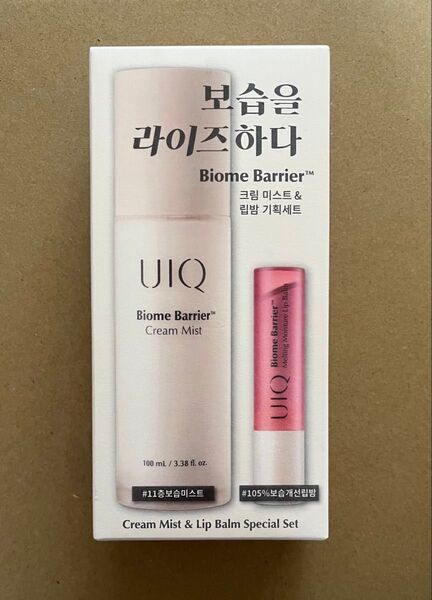 보습을
라이즈하다
Biome Barrier™
크림 미스트 &
립밤 기획세트
UIQ
Biome Barrier™
Cream Mist
100 mL / 3.38 fl. oz.
#11층보습미스트
UIQ
Biome Barrier™
Melting Moisture Lip Balm
#105%보습개선립밤
Cream Mist & Lip Balm Special Set